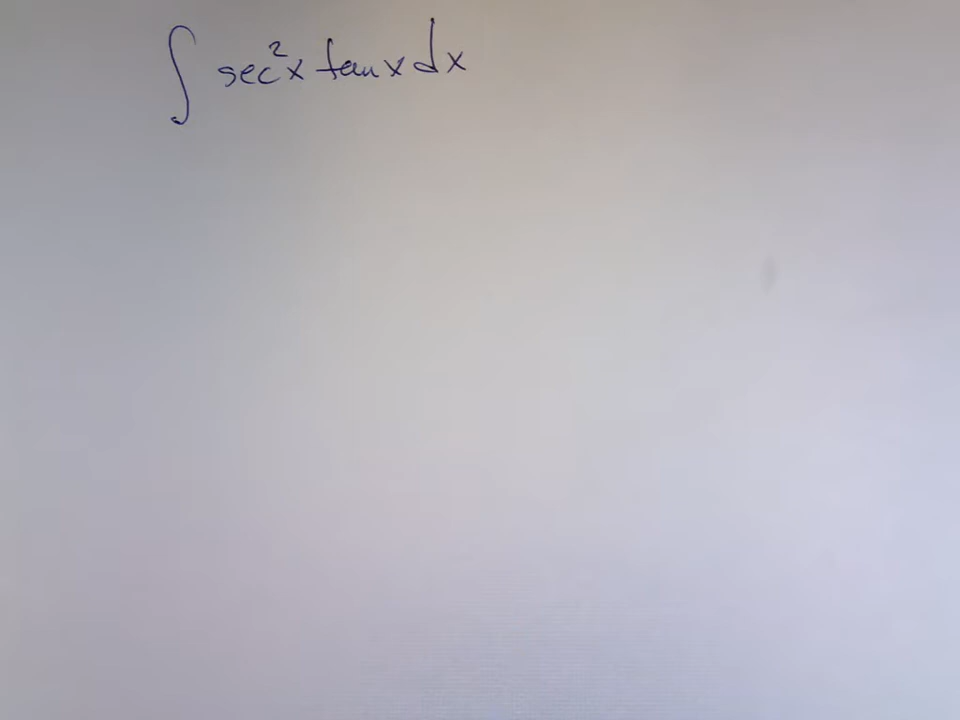 ∫ sec²x tan x dx